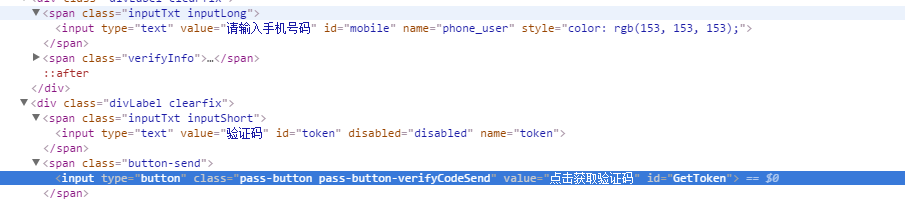 <div class="divLabel clearfix">
▼<span class="inputTxt inputLong">
<input type="text" value="请输入手机号码" id="mobile" name="phone_user" style="color: rgb(153, 153, 153);">
</span>
▶<span class="verifyInfo">…</span>
::after
</div>
▼<div class="divLabel clearfix">
▼<span class="inputTxt inputShort">
<input type="text" value="验证码" id="token" disabled="disabled" name="token">
</span>
▼<span class="button-send">
<input type="button" class="pass-button pass-button-verifyCodeSend" value="点击获取验证码" id="GetToken"> == $0
</span>